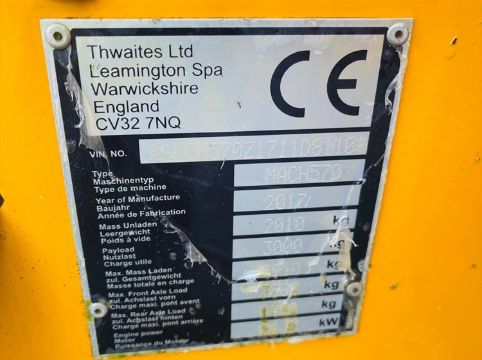 Thwaites Ltd
Leamington Spa
Warwickshire
England
CV32 7NQ
CE
VIN. NO.
Type
Maschinentyp
Type de machine
MACH570
Year of Manufacture
Baujahr
Année de Fabrication
2017
Mass Unladen
Leergewicht
Poids à vide
2010 kg
Payload
Nutzlast
Charge utile
3000 kg
Max. Mass Laden
zul. Gesamtgewicht
Masse totale en charge
kg
Max. Front Axle Load
zul. Achslast vorn
Charge maxi. pont avant
kg
Max. Rear Axle Load
zul. Achslast hinten
Charge maxi. pont arrière
kg
Engine power
Motor
Puissance du Moteur
kW